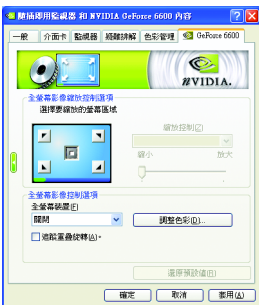 隨插即用監視器 和 NVIDIA GeForce 6600 內容
一般 介面卡 監視器 疑難排解 色彩管理 GeForce 6600
NVIDIA.
全螢幕影像縮放控制選項
選擇要縮放的螢幕區域
縮放控制(Z)
縮小 放大
全螢幕影像控制選項
全螢幕裝置(F)
關閉
調整色彩(D)...
追蹤重疊旋轉(A)
還原預設值(R)
確定 取消 套用(A)